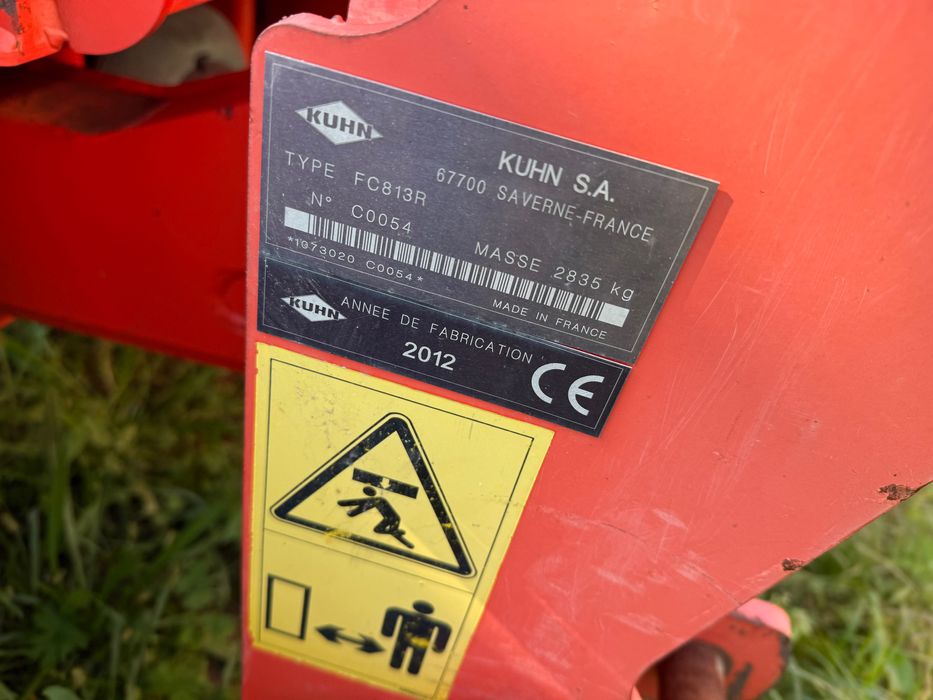 KUHN
KUHN S.A.
67700 SAVERNE-FRANCE
TYPE FC813R
N° C0054
MASSE 2835 kg
*1G73020 C0054*
MADE IN FRANCE
KUHN
ANNEE DE FABRICATION
2012
CE